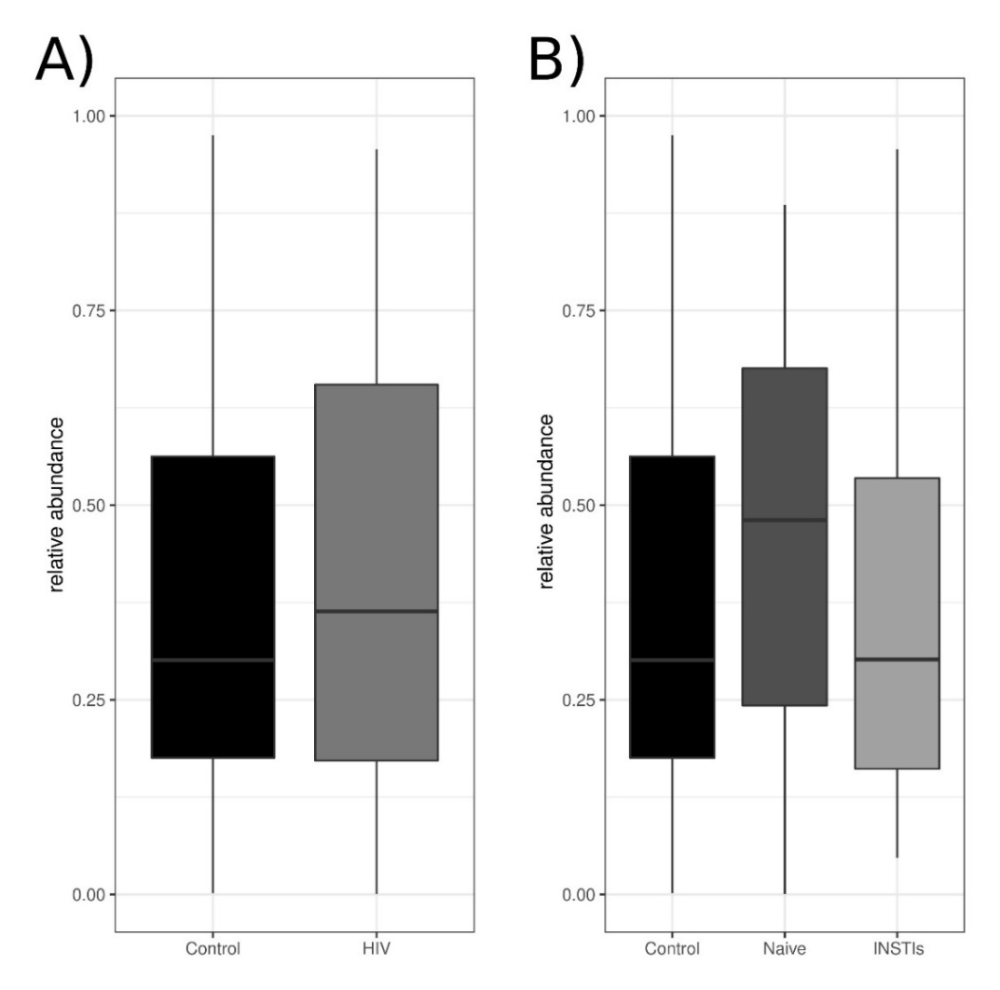 A)
1.00
0.75
0.50
0.25
0.00
relative abundance
Control
HIV
B)
1.00
0.75
0.50
0.25
0.00
relative abundance
Control
Naive
INSTIs